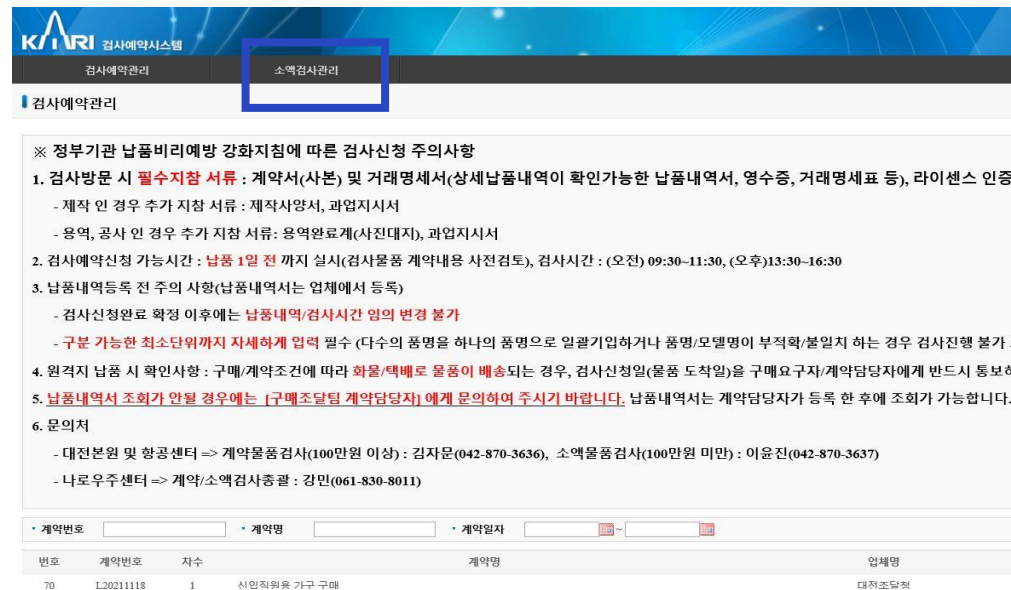 KARI 검사예약시스템
검사예약관리 소액검사관리
검사예약관리
※ 정부기관 납품비리예방 강화지침에 따른 검사신청 주의사항
1. 검사방문 시 필수지참 서류 : 계약서(사본) 및 거래명세서(상세납품내역이 확인가능한 납품내역서, 영수증, 거래명세표 등), 라이센스 인증
- 제작 인 경우 추가 지참 서류 : 제작사양서, 과업지시서
- 용역, 공사 인 경우 추가 지참 서류: 용역완료계(사진대지), 과업지시서
2. 검사예약신청 가능시간 : 납품 1일 전 까지 실시(검사물품 계약내용 사전검토), 검사시간 : (오전) 09:30~11:30, (오후)13:30~16:30
3. 납품내역등록 전 주의 사항(납품내역서는 업체에서 등록)
- 검사신청완료 확정 이후에는 납품내역/검사시간 임의 변경 불가
- 구분 가능한 최소단위까지 자세하게 입력 필수 (다수의 품명을 하나의 품명으로 일괄기입하거나 품명/모델명이 부적확/불일치 하는 경우 검사진행 불가
4. 원격지 납품 시 확인사항 : 구매/계약조건에 따라 화물/택배로 물품이 배송되는 경우, 검사신청일(물품 도착일)을 구매요구자/계약담당자에게 반드시 통보하
5. 납품내역서 조회가 안될 경우에는 [구매조달팀 계약담당자] 에게 문의하여 주시기 바랍니다. 납품내역서는 계약담당자가 등록 한 후에 조회가 가능합니다.
6. 문의처
- 대전본원 및 항공센터 => 계약물품검사(100만원 이상) : 김자문(042-870-3636), 소액물품검사(100만원 미만) : 이윤진(042-870-3637)
- 나로우주센터 => 계약/소액검사총괄 : 강민(061-830-8011)
계약번호 계약명 계약일자 ~
번호 계약번호 차수 계약명 업체명
70 L20211118 1 신입직원용 가구 구매 대전조달청